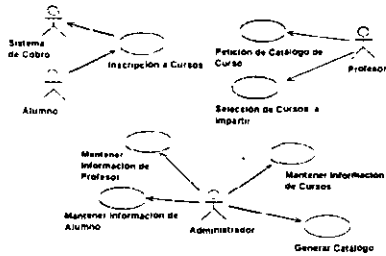 Sistema
de Cobro
Inscripción a Cursos
Alumno
Petición de Catálogo de
Curso
Profesor
Selección de Cursos a
Impartir
Mantener
Información de
Profesor
Mantener Información
de Cursos
Mantener Información de
Alumno
Administrador
Generar Catálogo